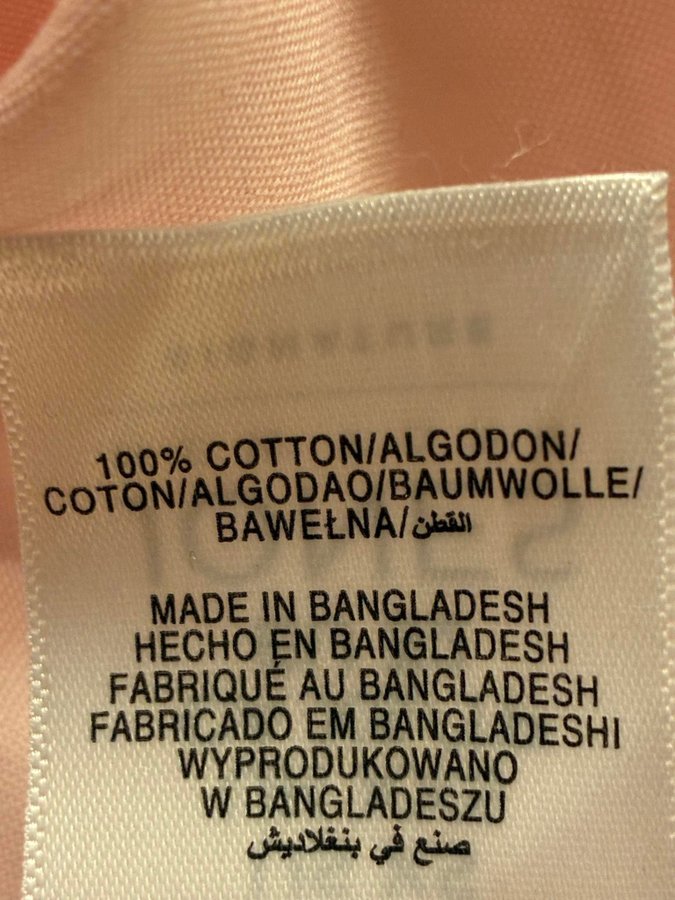 100% COTTON/ALGODON/
COTON/ALGODAO/BAUMWOLLE/
BAWEŁNA/القطن
MADE IN BANGLADESH
HECHO EN BANGLADESH
FABRIQUÉ AU BANGLADESH
FABRICADO EM BANGLADESHI
WYPRODUKOWANO
W BANGLADESZU
صنع في بنغلاديش